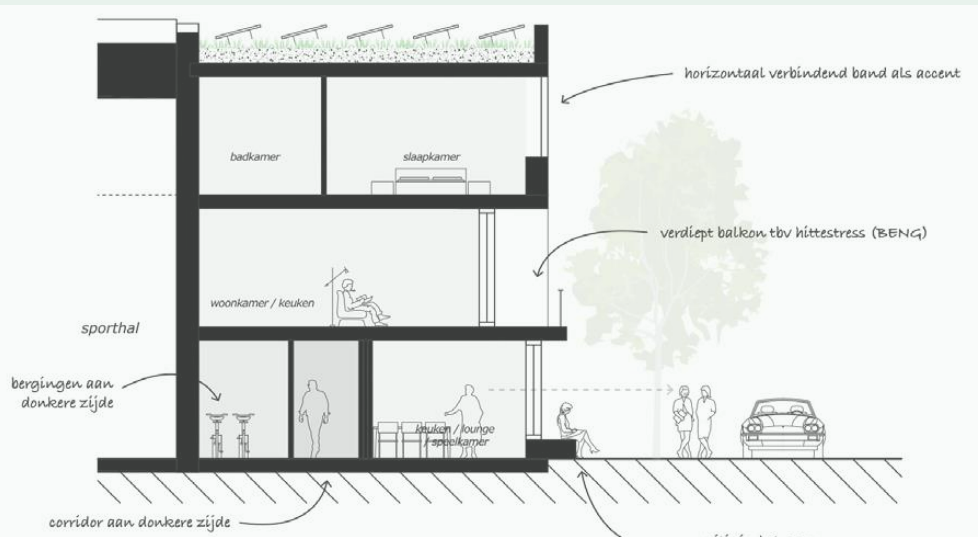 horizontaal verbindend band als accent
badkamer
slaapkamer
verdiept balkon tbv hittestress (BENG)
woonkamer / keuken
sporthal
bergingen aan
donkere zijde
keuken / lounge
/ speelkamer
corridor aan donkere zijde